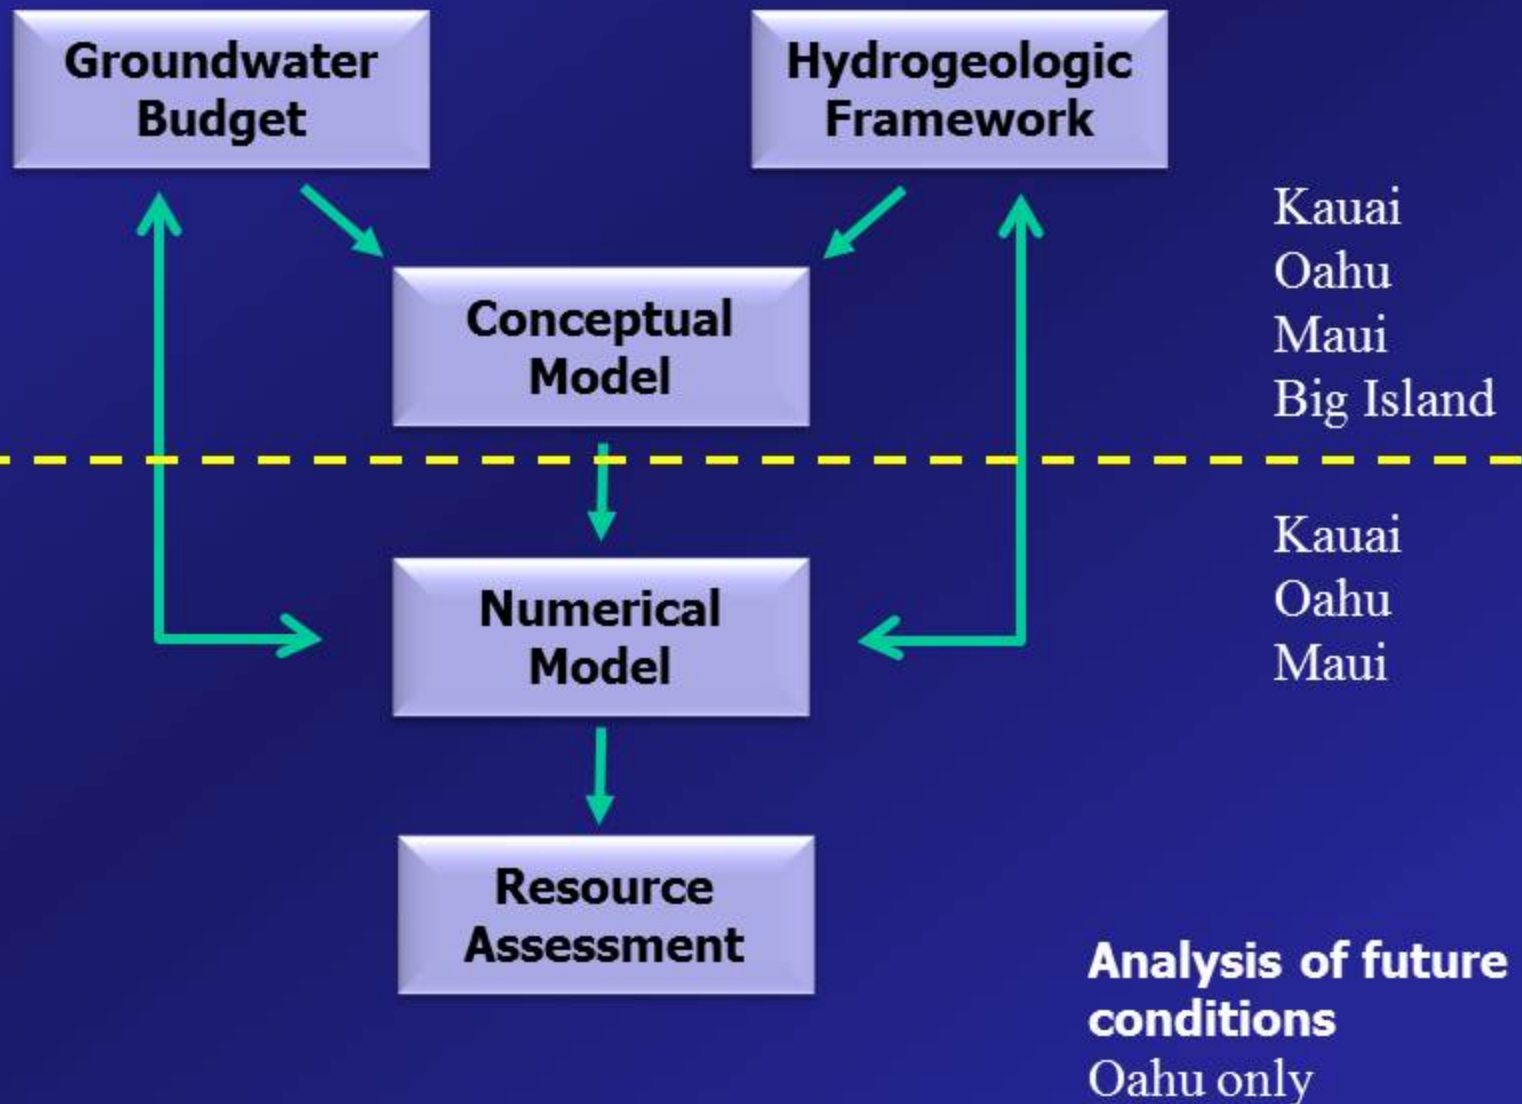 Groundwater
Budget
Hydrogeologic
Framework
Conceptual
Model
Kauai
Oahu
Maui
Big Island
Numerical
Model
Kauai
Oahu
Maui
Resource
Assessment
Analysis of future
conditions
Oahu only